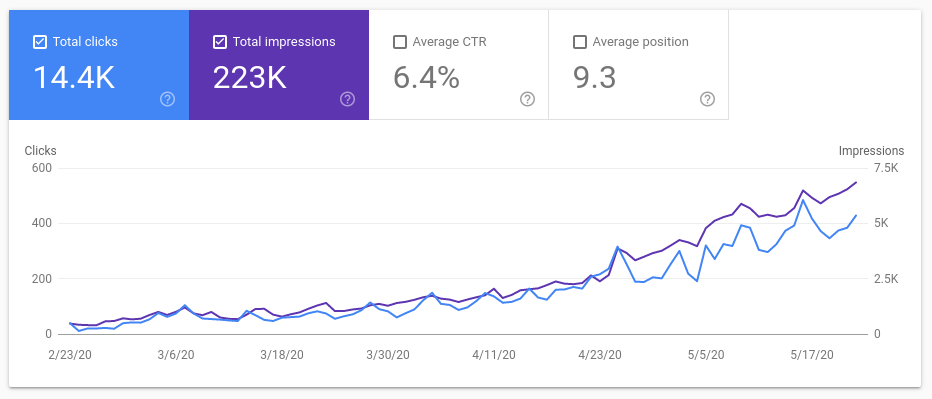 Total clicks
14.4K
Total impressions
223K
Average CTR
6.4%
Average position
9.3
Clicks
Impressions
600
7.5K
400
5K
200
2.5K
0
0
2/23/20
3/6/20
3/18/20
3/30/20
4/11/20
4/23/20
5/5/20
5/17/20